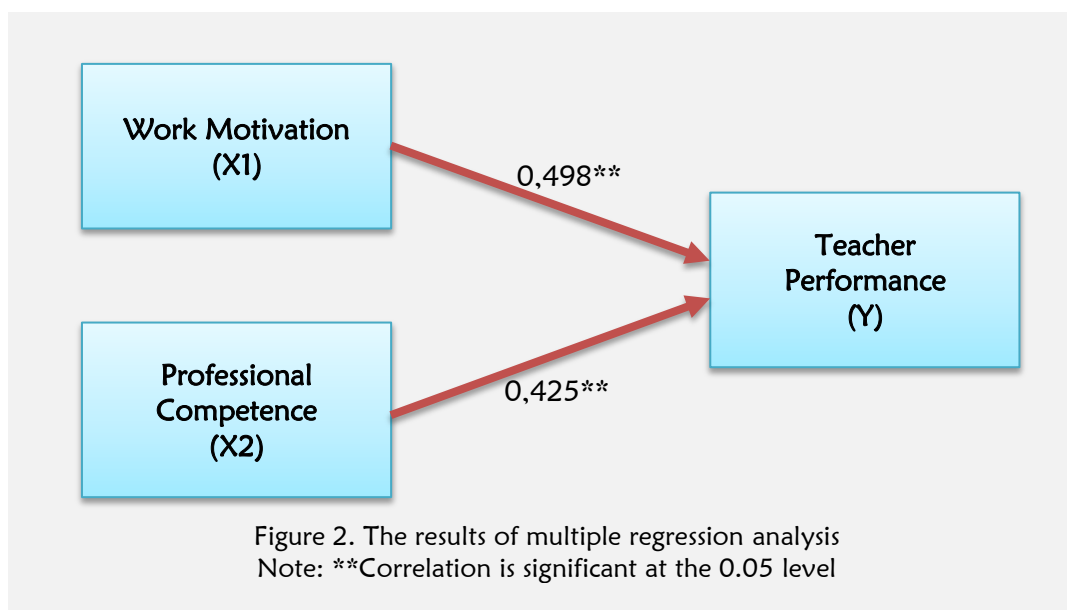 Work Motivation
(X1)
0,498**
Teacher
Performance
(Y)
Professional
Competence
(X2)
0,425**
Figure 2. The results of multiple regression analysis
Note: **Correlation is significant at the 0.05 level